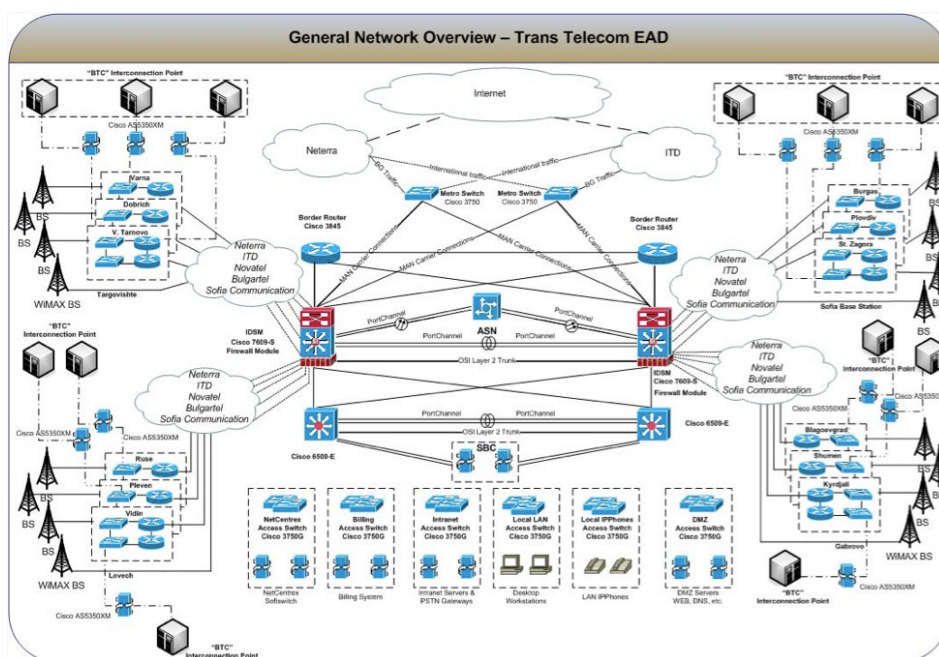 General Network Overview – Trans Telecom EAD
"BTC" Interconnection Point
Cisco AS5350XM
Varna
Dobrich
V. Tarnovo
BS
BS
WiMAX BS
Targovishte
Neterra
ITD
Novatel
Bulgartel
Sofia Communication
Internet
Neterra
ITD
BG Traffic
International traffic
International traffic
BG Traffic
Metro Switch
Cisco 3750
Metro Switch
Cisco 3750
Border Router
Cisco 3845
Border Router
Cisco 3845
MAN Carrier Connections
MAN Carrier Connections
MAN Carrier Connections
MAN Carrier Connections
"BTC" Interconnection Point
Cisco AS5350XM
Burgas
Plovdiv
St. Zagora
BS
BS
BS
Sofia Base Station
Neterra
ITD
Novatel
Bulgartel
Sofia Communication
IDSM
Cisco 7609-S
Firewall Module
PortChannel
ASN
PortChannel
PortChannel
PortChannel
OSI Layer 2 Trunk
IDSM
Cisco 7609-S
Firewall Module
PortChannel
PortChannel
OSI Layer 2 Trunk
Cisco 6509-E
SBC
Cisco 6509-E
"BTC"
Interconnection Point
Cisco AS5350XM
Cisco AS5350XM
Ruse
Pleven
Vidin
BS
BS
BS
WiMAX BS
Lovech
Cisco AS5350XM
"BTC"
Interconnection Point
Neterra
ITD
Novatel
Bulgartel
Sofia Communication
Neterra
ITD
Novatel
Bulgartel
Sofia Communication
"BTC"
Interconnection Point
Cisco AS5350XM
Blagoevgrad
Shumen
Kyrdjali
BS
BS
BS
WiMAX BS
Gabrovo
Cisco AS5350XM
"BTC"
Interconnection Point
NetCentrex
Access Switch
Cisco 3750G
NetCentrex
Softswitch
Billing
Access Switch
Cisco 3750G
Billing System
Intranet
Access Switch
Cisco 3750G
Intranet Servers &
PSTN Gateways
Local LAN
Access Switch
Cisco 3750G
Desktop
Workstations
Local IPPhones
Access Switch
Cisco 3750G
LAN IPPhones
DMZ
Access Switch
Cisco 3750G
DMZ Servers
WEB, DNS, etc.